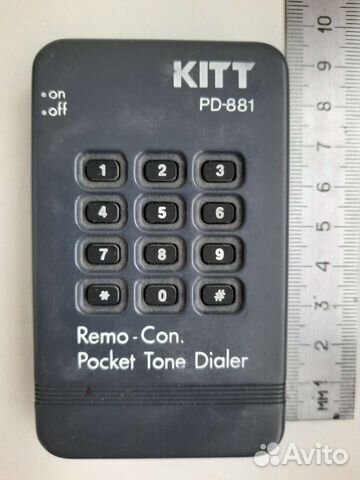 KITT
PD-881
on
off
1 2 3
4 5 6
7 8 9
* 0 #
Remo-Con.
Pocket Tone Dialer
10
9
8
7
6
5
4
3
2
мм 1
Avito